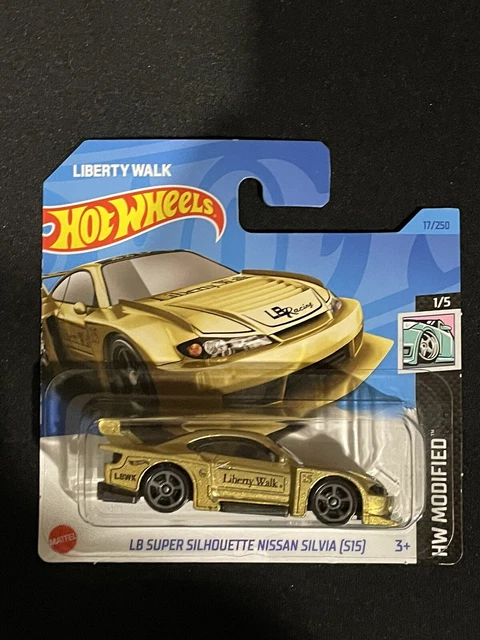 LIBERTY WALK
HOT WHEELS
17/250
1/5
LB Racing
LBWK
Liberty Walk.
HW MODIFIED™
MATTEL
LB SUPER SILHOUETTE NISSAN SILVIA (S15)
3+